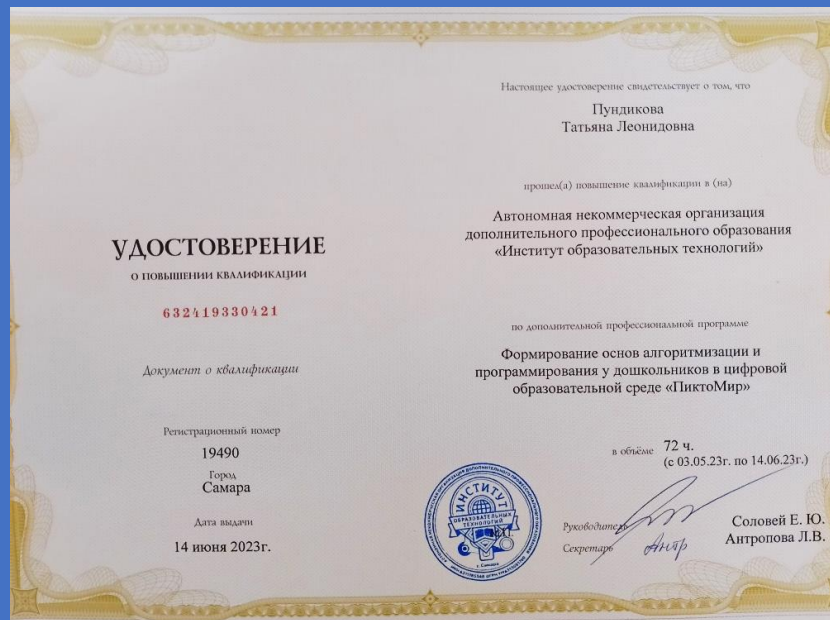 УДОСТОВЕРЕНИЕ
О ПОВЫШЕНИИ КВАЛИФИКАЦИИ
632419330421
Документ о квалификации
Регистрационный номер
19490
Город
Самара
Дата выдачи
14 июня 2023г.
Настоящее удостоверение свидетельствует о том, что
Пундикова
Татьяна Леонидовна
прошел(а) повышение квалификации в (на)
Автономная некоммерческая организация
дополнительного профессионального образования
«Институт образовательных технологий»
по дополнительной профессиональной программе
Формирование основ алгоритмизации и
программирования у дошкольников в цифровой
образовательной среде «ПиктоМир»
в объёме 72 ч.
(с 03.05.23г. по 14.06.23г.)
Руководитель Соловей Е. Ю.
Секретарь Антр Антропова Л.В.
ИНСТИТУТ
ОБРАЗОВАТЕЛЬНЫХ
ТЕХНОЛОГИЙ
г. Самара